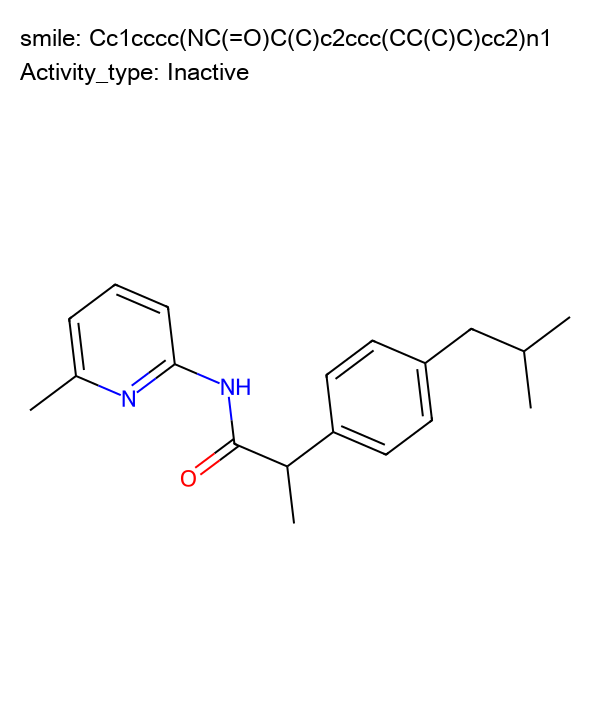 smile: Cc1cccc(NC(=O)C(C)c2ccc(CC(C)C)cc2)n1
Activity_type: Inactive
N
NH
O